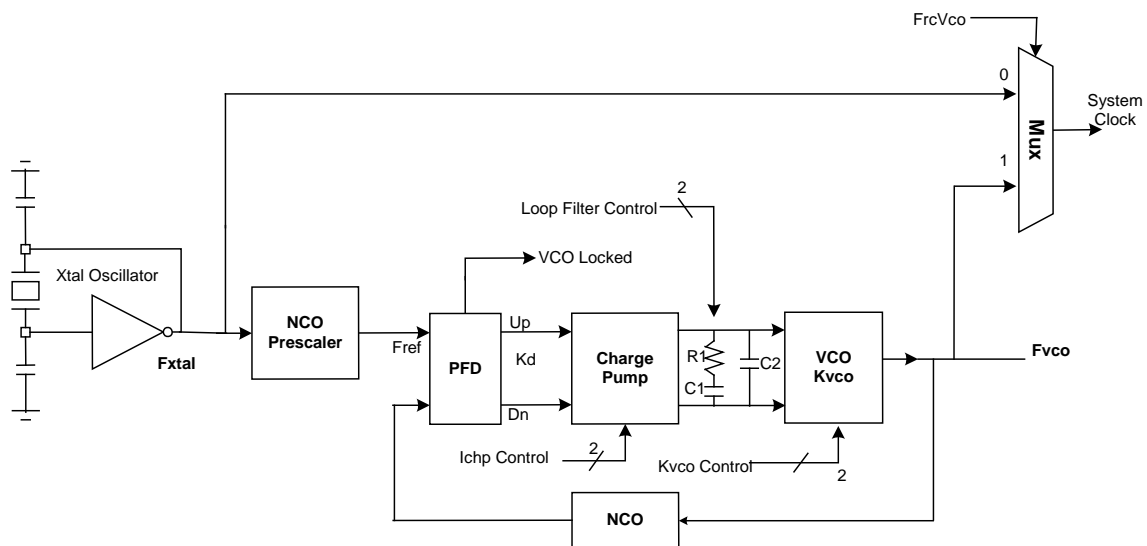 FrcVco
0
System
Clock
Mux
1
2
Loop Filter Control
Xtal Oscillator
VCO Locked
NCO
Prescaler
Fxtal
Fref
PFD
Up
Kd
Dn
Charge
Pump
R1
C1
C2
VCO
Kvco
Fvco
Ichp Control
2
Kvco Control
2
NCO